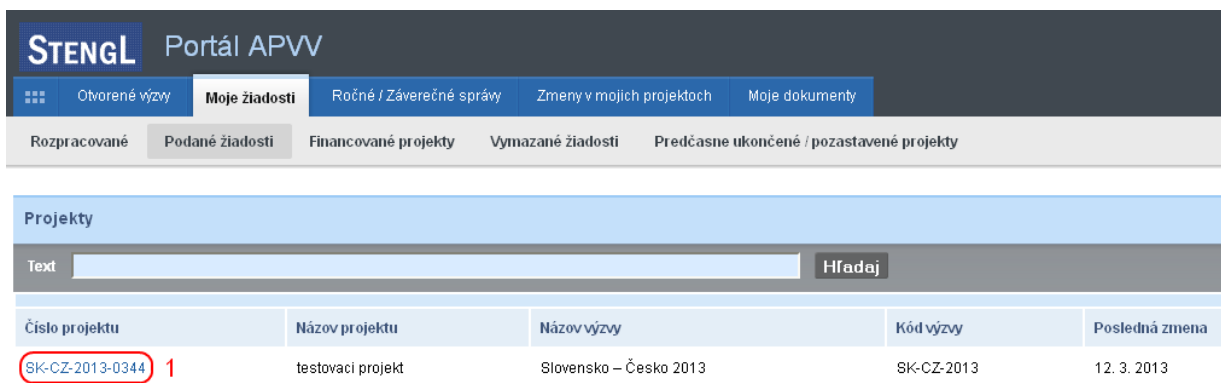 STENGL Portál APVV
Otvorené výzvy Moje žiadosti Ročné / Záverečné správy Zmeny v mojich projektoch Moje dokumenty
Rozpracované Podané žiadosti Financované projekty Vymazané žiadosti Predčasne ukončené / pozastavené projekty
Projekty
Text Hľadaj
Číslo projektu Názov projektu Názov výzvy Kód výzvy Posledná zmena
SK-CZ-2013-0344 1 testovaci projekt Slovensko – Česko 2013 SK-CZ-2013 12. 3. 2013